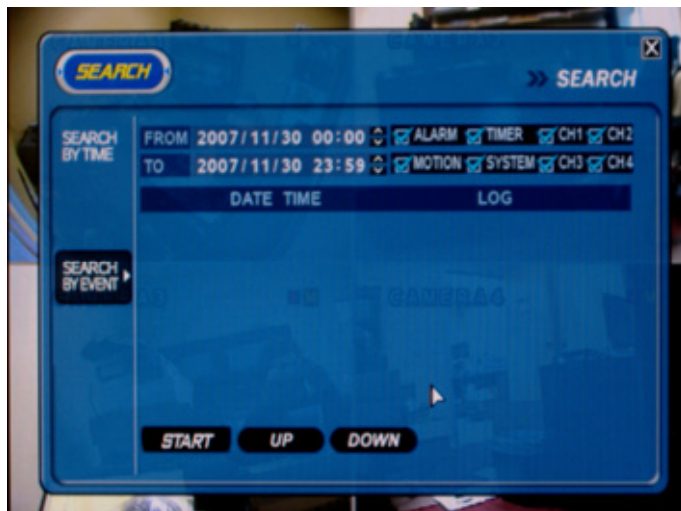 SEARCH
SEARCH
SEARCH BY TIME
FROM 2007/11/30 00:00 ALARM TIMER CH1 CH2
TO 2007/11/30 23:59 MOTION SYSTEM CH3 CH4
DATE TIME LOG
SEARCH BY EVENT
CAMERA4
START UP DOWN